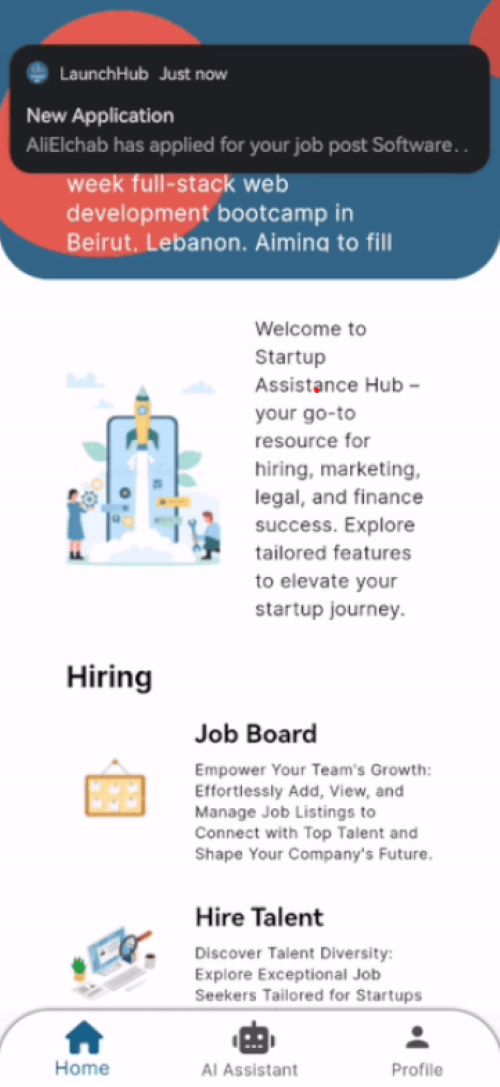 LaunchHub Just now
New Application
AliElchab has applied for your job post Software..
week full-stack web
development bootcamp in
Beirut, Lebanon. Aiming to fill
Welcome to
Startup
Assistance Hub –
your go-to
resource for
hiring, marketing,
legal, and finance
success. Explore
tailored features
to elevate your
startup journey.
Hiring
Job Board
Empower Your Team's Growth:
Effortlessly Add, View, and
Manage Job Listings to
Connect with Top Talent and
Shape Your Company's Future.
Hire Talent
Discover Talent Diversity:
Explore Exceptional Job
Seekers Tailored for Startups
Home
AI Assistant
Profile